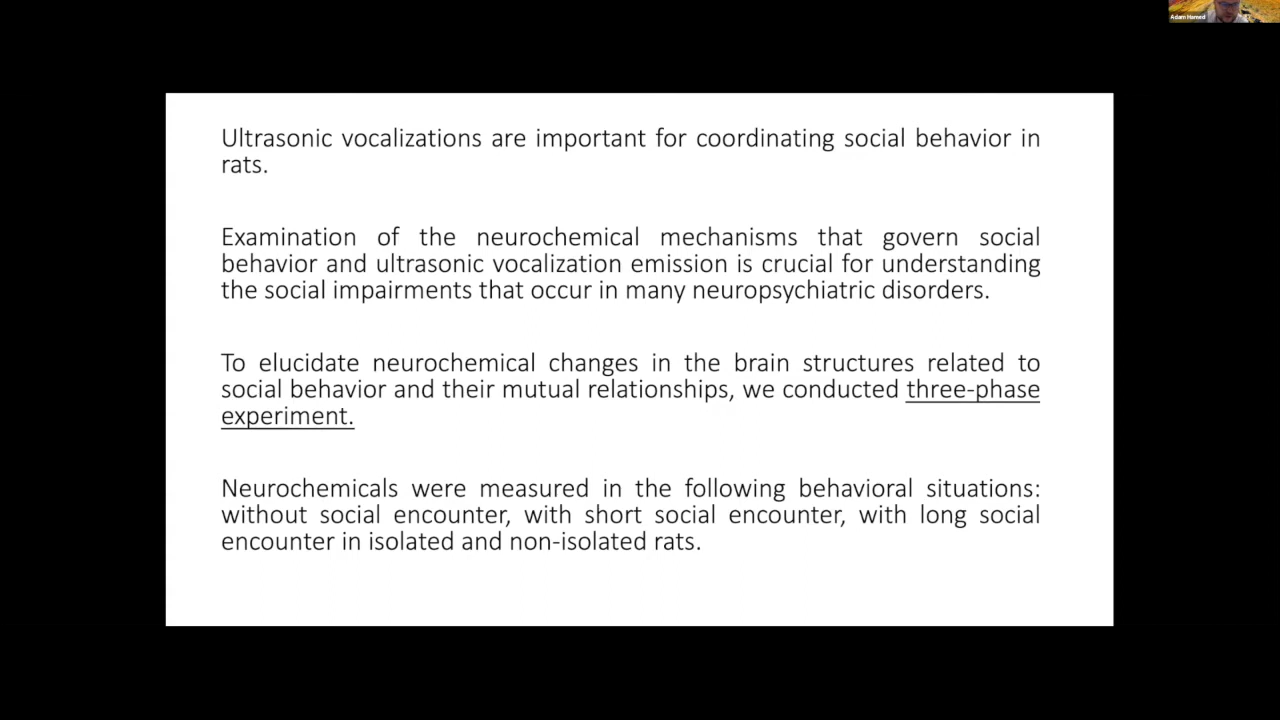 Adam Hamed
Ultrasonic vocalizations are important for coordinating social behavior in
rats.
Examination of the neurochemical mechanisms that govern social
behavior and ultrasonic vocalization emission is crucial for understanding
the social impairments that occur in many neuropsychiatric disorders.
To elucidate neurochemical changes in the brain structures related to
social behavior and their mutual relationships, we conducted three-phase
experiment.
Neurochemicals were measured in the following behavioral situations:
without social encounter, with short social encounter, with long social
encounter in isolated and non-isolated rats.